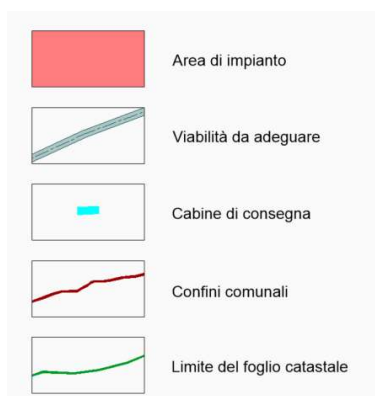 Area di impianto
Viabilità da adeguare
Cabine di consegna
Confini comunali
Limite del foglio catastale